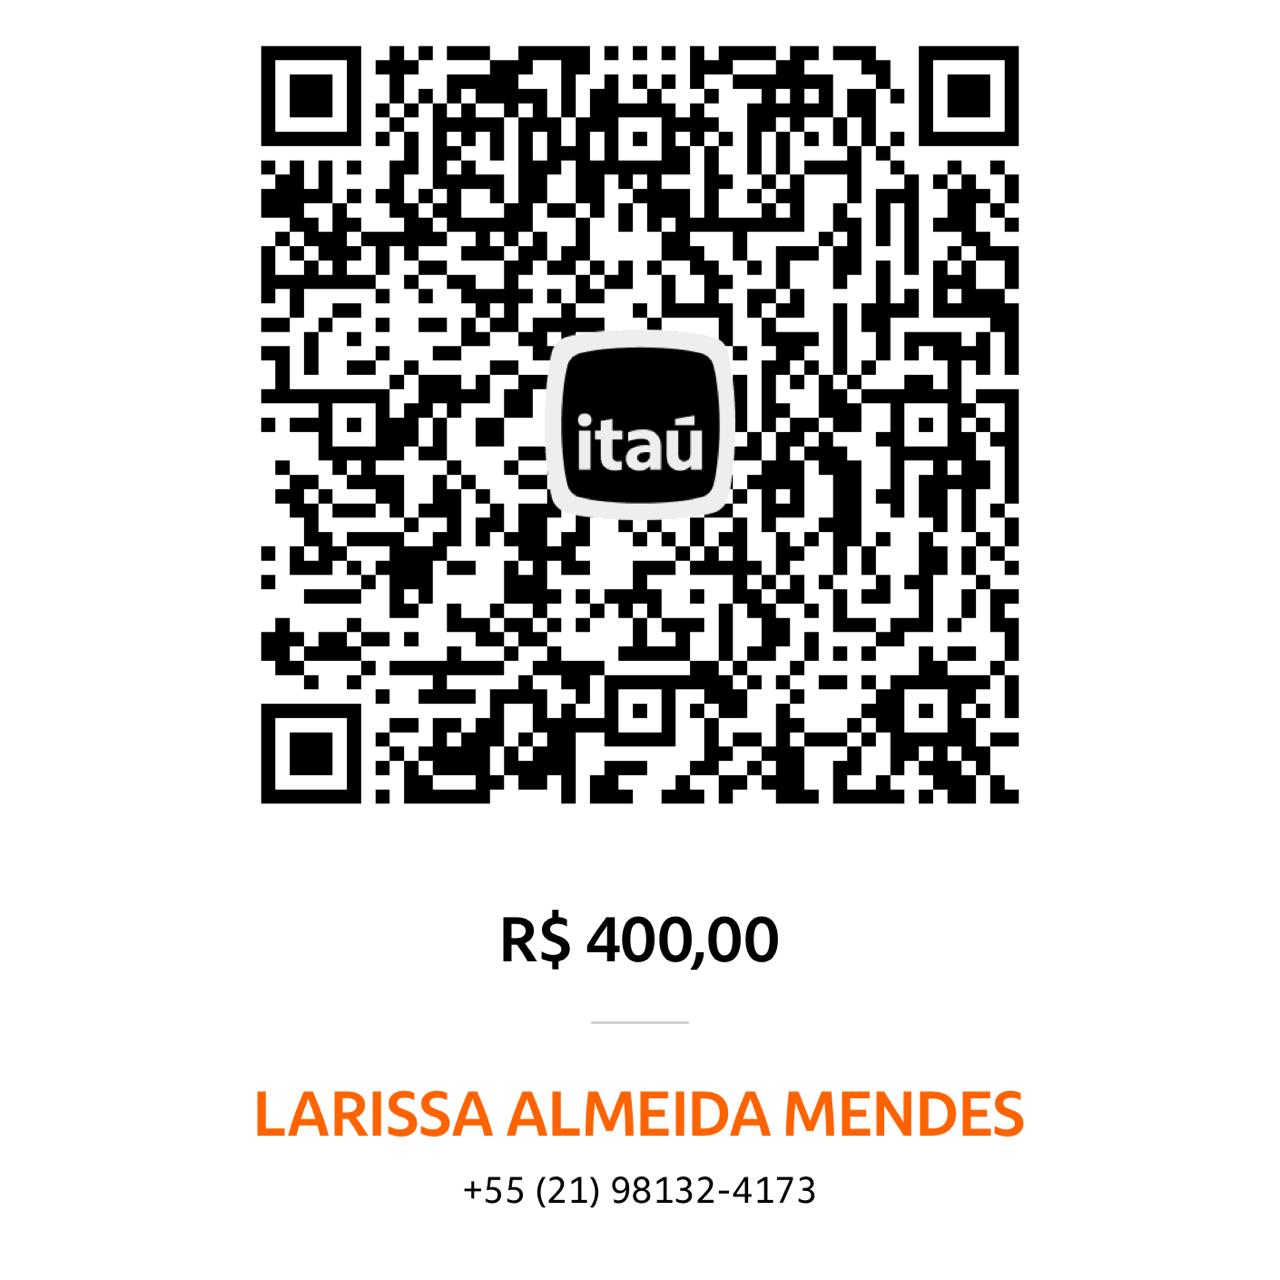 itaú
R$ 400,00
LARISSA ALMEIDA MENDES
+55 (21) 98132-4173